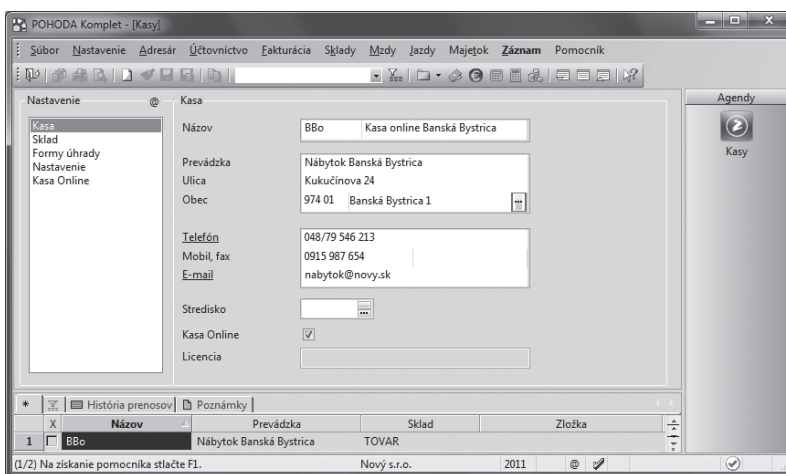 POHODA Komplet - [Kasy]
Súbor Nastavenie Adresár Účtovníctvo Fakturácia Sklady Mzdy Jazdy Majetok Záznam Pomocník
Nastavenie @
Kasa
Sklad
Formy úhrady
Nastavenie
Kasa Online
Kasa
Názov BBo Kasa online Banská Bystrica
Prevádzka Nábytok Banská Bystrica
Ulica Kukučínova 24
Obec 974 01 Banská Bystrica 1
Telefón 048/79 546 213
Mobil, fax 0915 987 654
E-mail nabytok@novy.sk
Stredisko
Kasa Online
Licencia
Agendy
Kasy
* História prenosov Poznámky
X Názov Prevádzka Sklad Zložka
1 BBo Nábytok Banská Bystrica TOVAR
(1/2) Na získanie pomocníka stlačte F1. Nový s.r.o. 2011 @